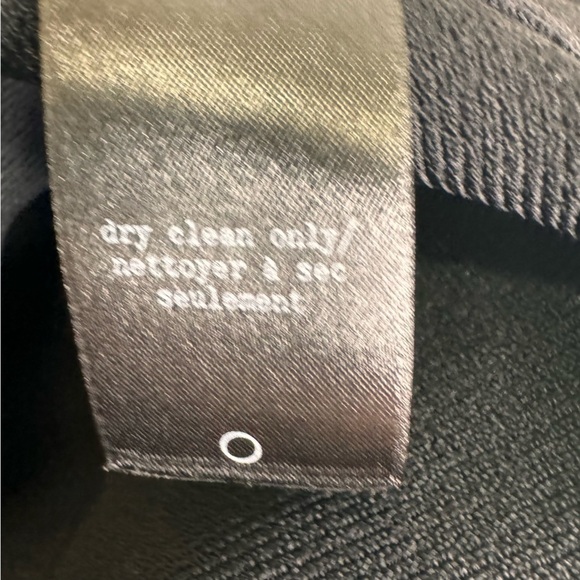 dry clean only/
nettoyer à sec
seulement